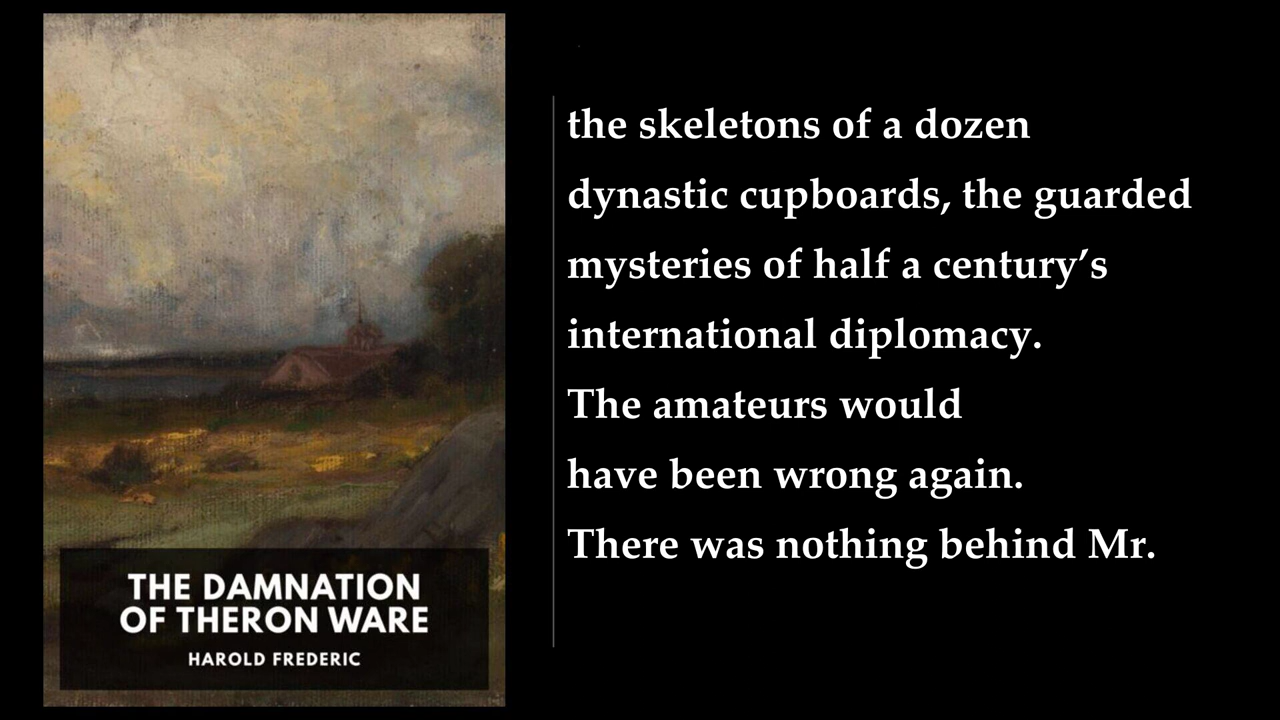 THE DAMNATION
OF THERON WARE
HAROLD FREDERIC
the skeletons of a dozen
dynastic cupboards, the guarded
mysteries of half a century’s
international diplomacy.
The amateurs would
have been wrong again.
There was nothing behind Mr.